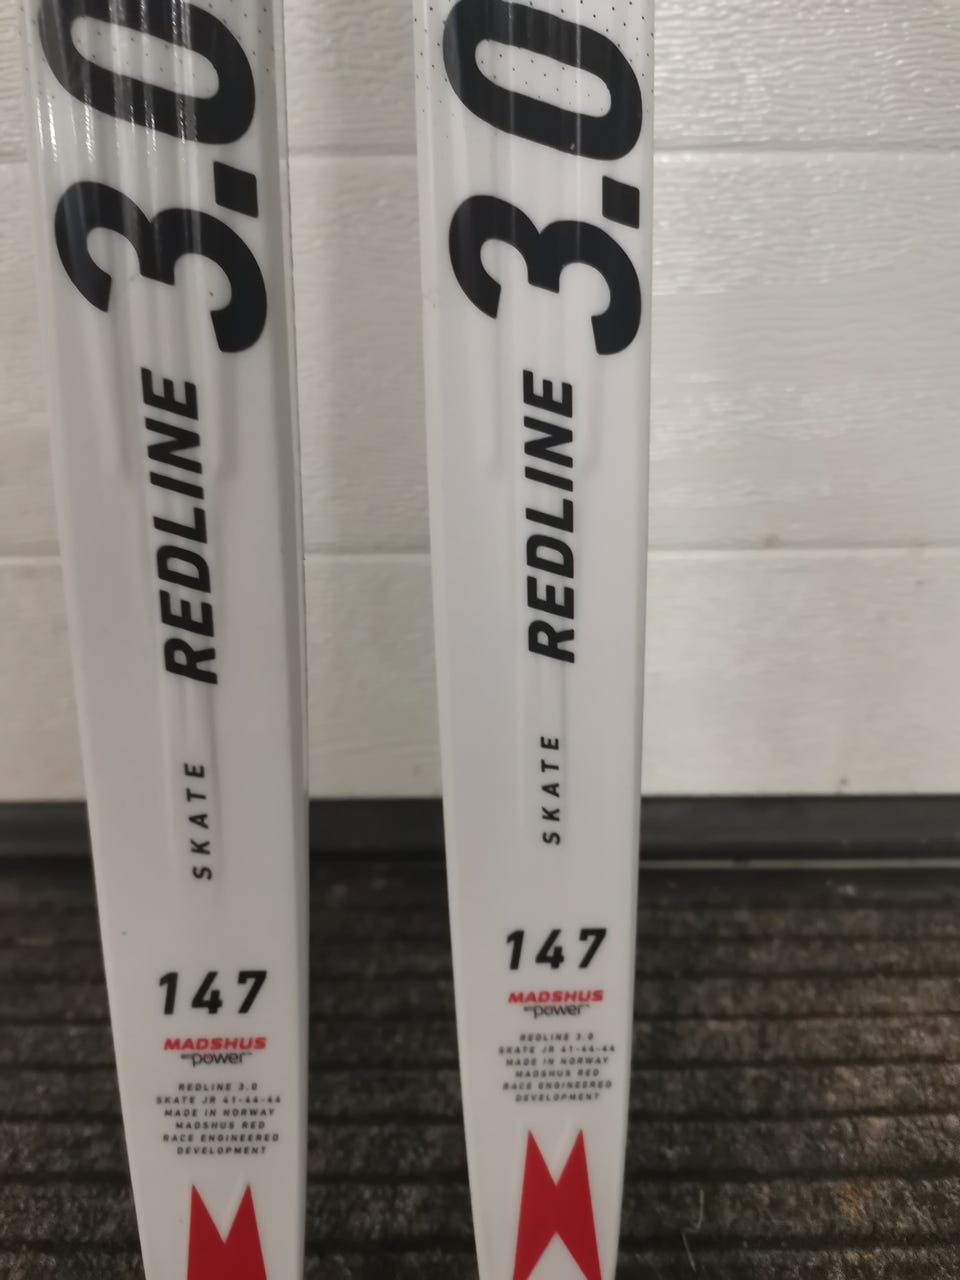 3.0
REDLINE
SKATE
147
MADSHUS
empower™
REDLINE 3.0
SKATE JR 41-44-44
MADE IN NORWAY
MADSHUS RED
RACE ENGINEERED
DEVELOPMENT
3.0
REDLINE
SKATE
147
MADSHUS
empower™
REDLINE 3.0
SKATE JR 41-44-44
MADE IN NORWAY
MADSHUS RED
RACE ENGINEERED
DEVELOPMENT